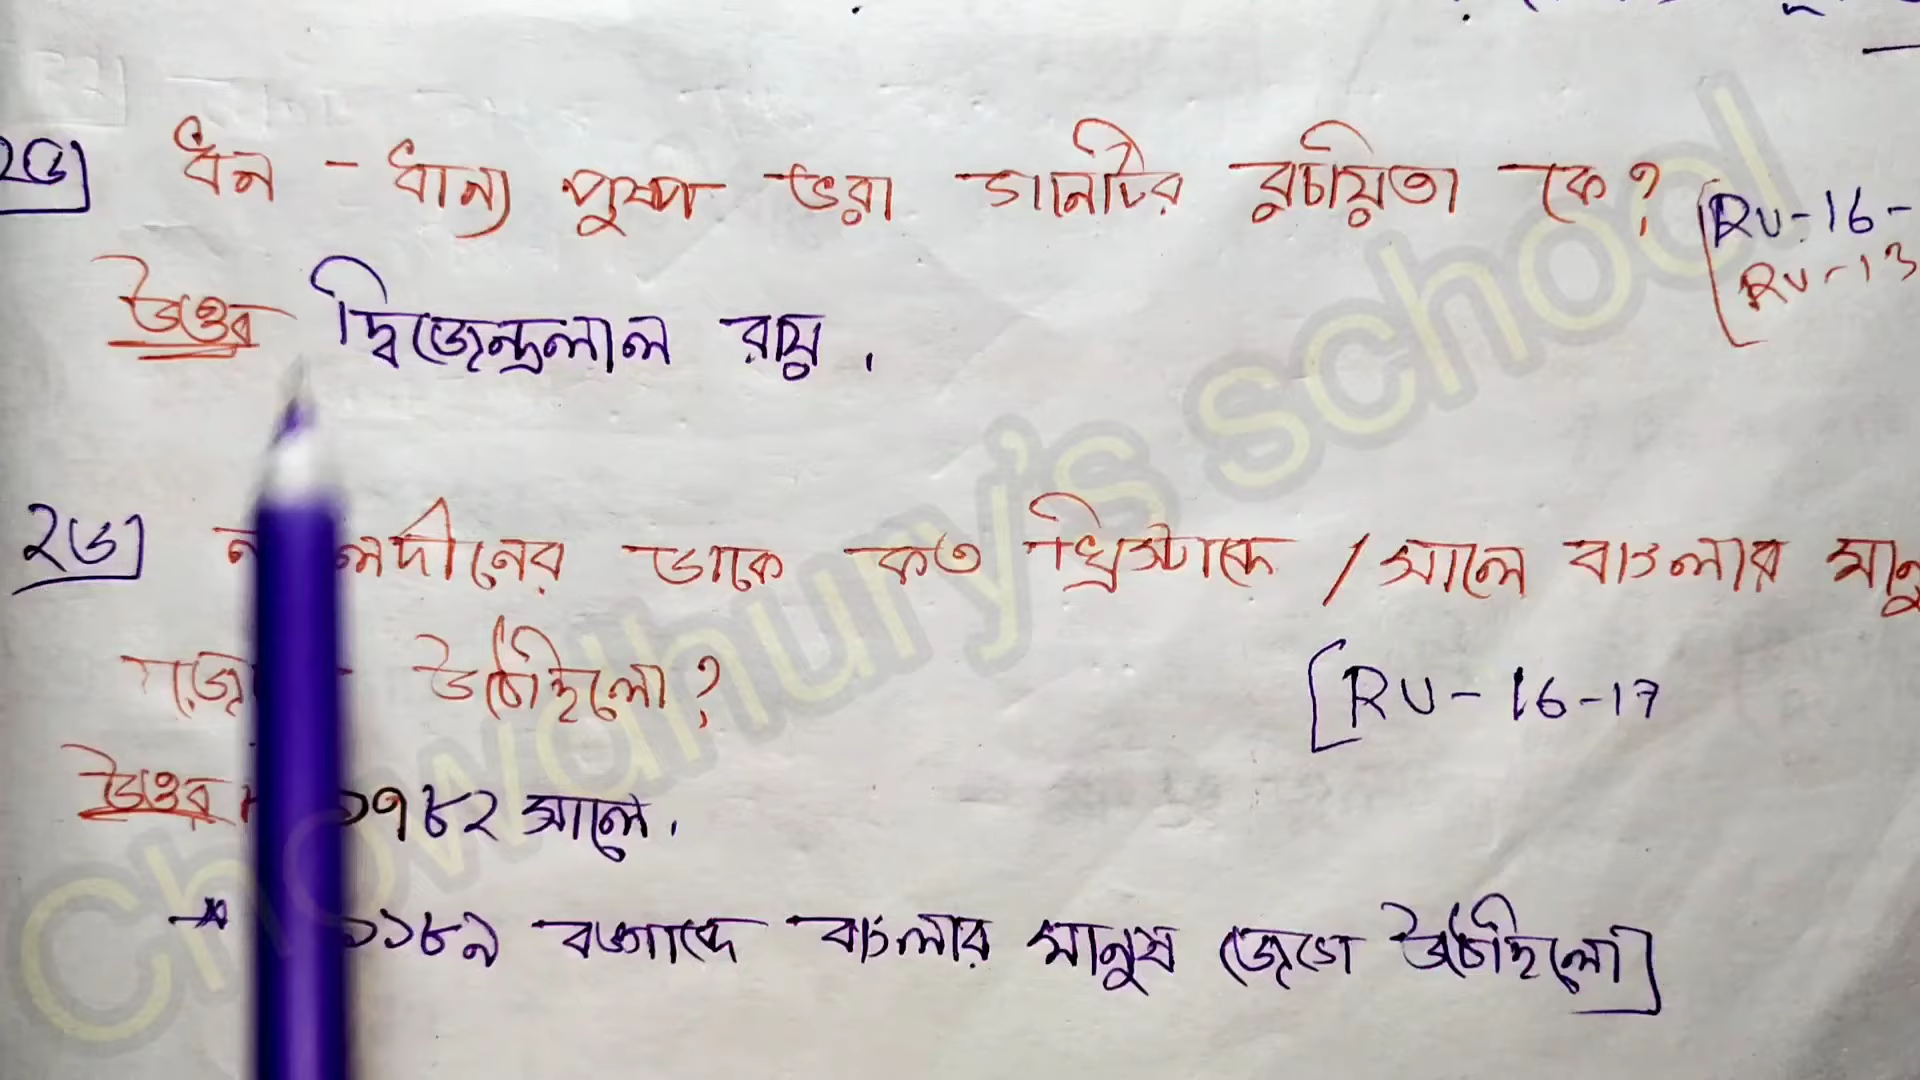 ২৫] ধন - ধান্য পুষ্প ভরা গানটির রচয়িতা কে? [RU-16-
RU-13
উত্তর দ্বিজেন্দ্রলাল রায়.
২৬] ডাকে কত খ্রিস্টাব্দে / সালে বাংলার
উঠেছিলো? [RU-16-17
উত্তর ১৭৮২ সালে.
১১৮৯ বঙ্গাব্দে বাংলার মানুষ জেগে উঠেছিলো]
Chowdhury's school